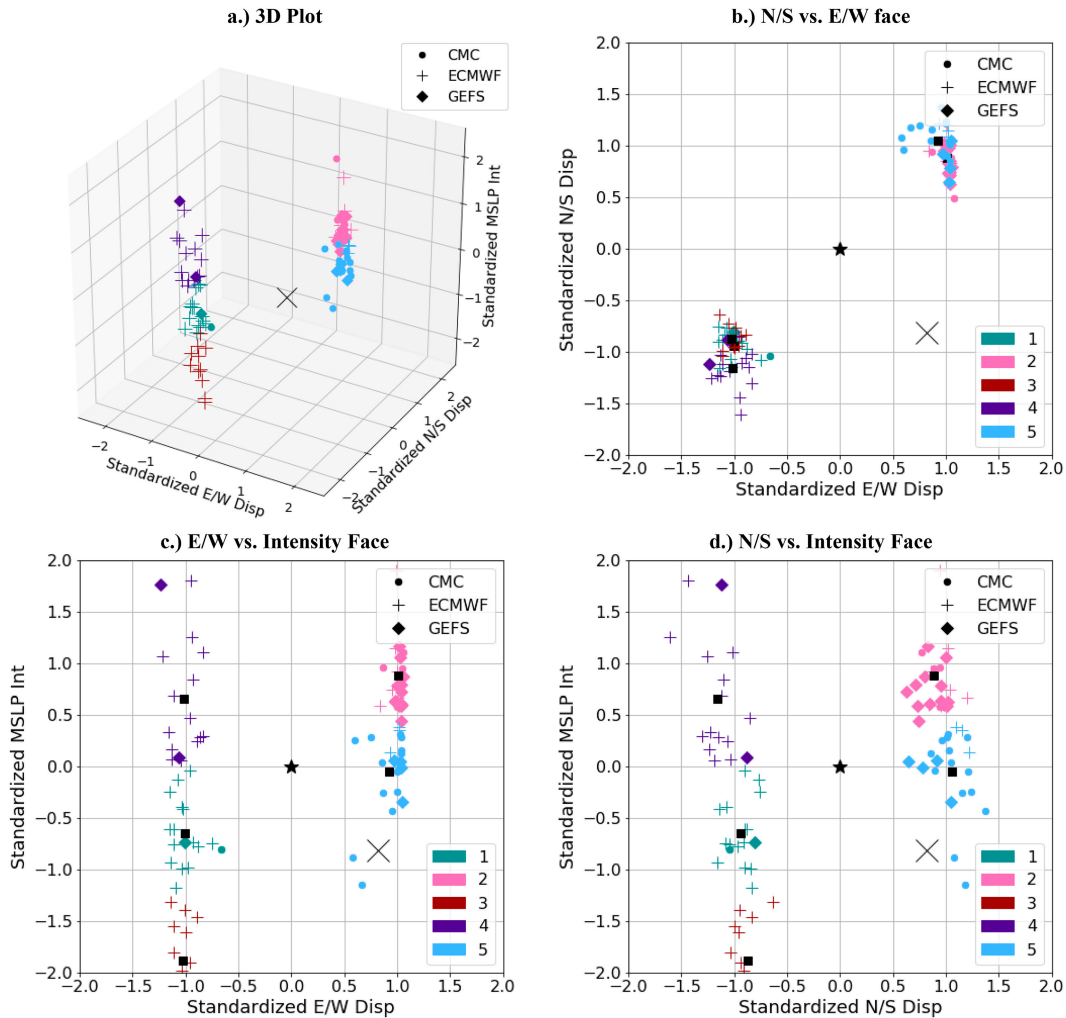 a.) 3D Plot
CMC
ECMWF
GEFS
2
1
0
−1
−2
Standardized MSLP Int
−2
−1
0
1
2
Standardized E/W Disp
−2
−1
0
1
2
Standardized N/S Disp
b.) N/S vs. E/W face
CMC
ECMWF
GEFS
2.0
1.5
1.0
0.5
0.0
−0.5
−1.0
−1.5
−2.0
Standardized N/S Disp
1
2
3
4
5
−2.0 −1.5 −1.0 −0.5 0.0 0.5 1.0 1.5 2.0
Standardized E/W Disp
c.) E/W vs. Intensity Face
CMC
ECMWF
GEFS
2.0
1.5
1.0
0.5
0.0
−0.5
−1.0
−1.5
−2.0
Standardized MSLP Int
1
2
3
4
5
−2.0 −1.5 −1.0 −0.5 0.0 0.5 1.0 1.5 2.0
Standardized E/W Disp
d.) N/S vs. Intensity Face
CMC
ECMWF
GEFS
2.0
1.5
1.0
0.5
0.0
−0.5
−1.0
−1.5
−2.0
Standardized MSLP Int
1
2
3
4
5
−2.0 −1.5 −1.0 −0.5 0.0 0.5 1.0 1.5 2.0
Standardized N/S Disp